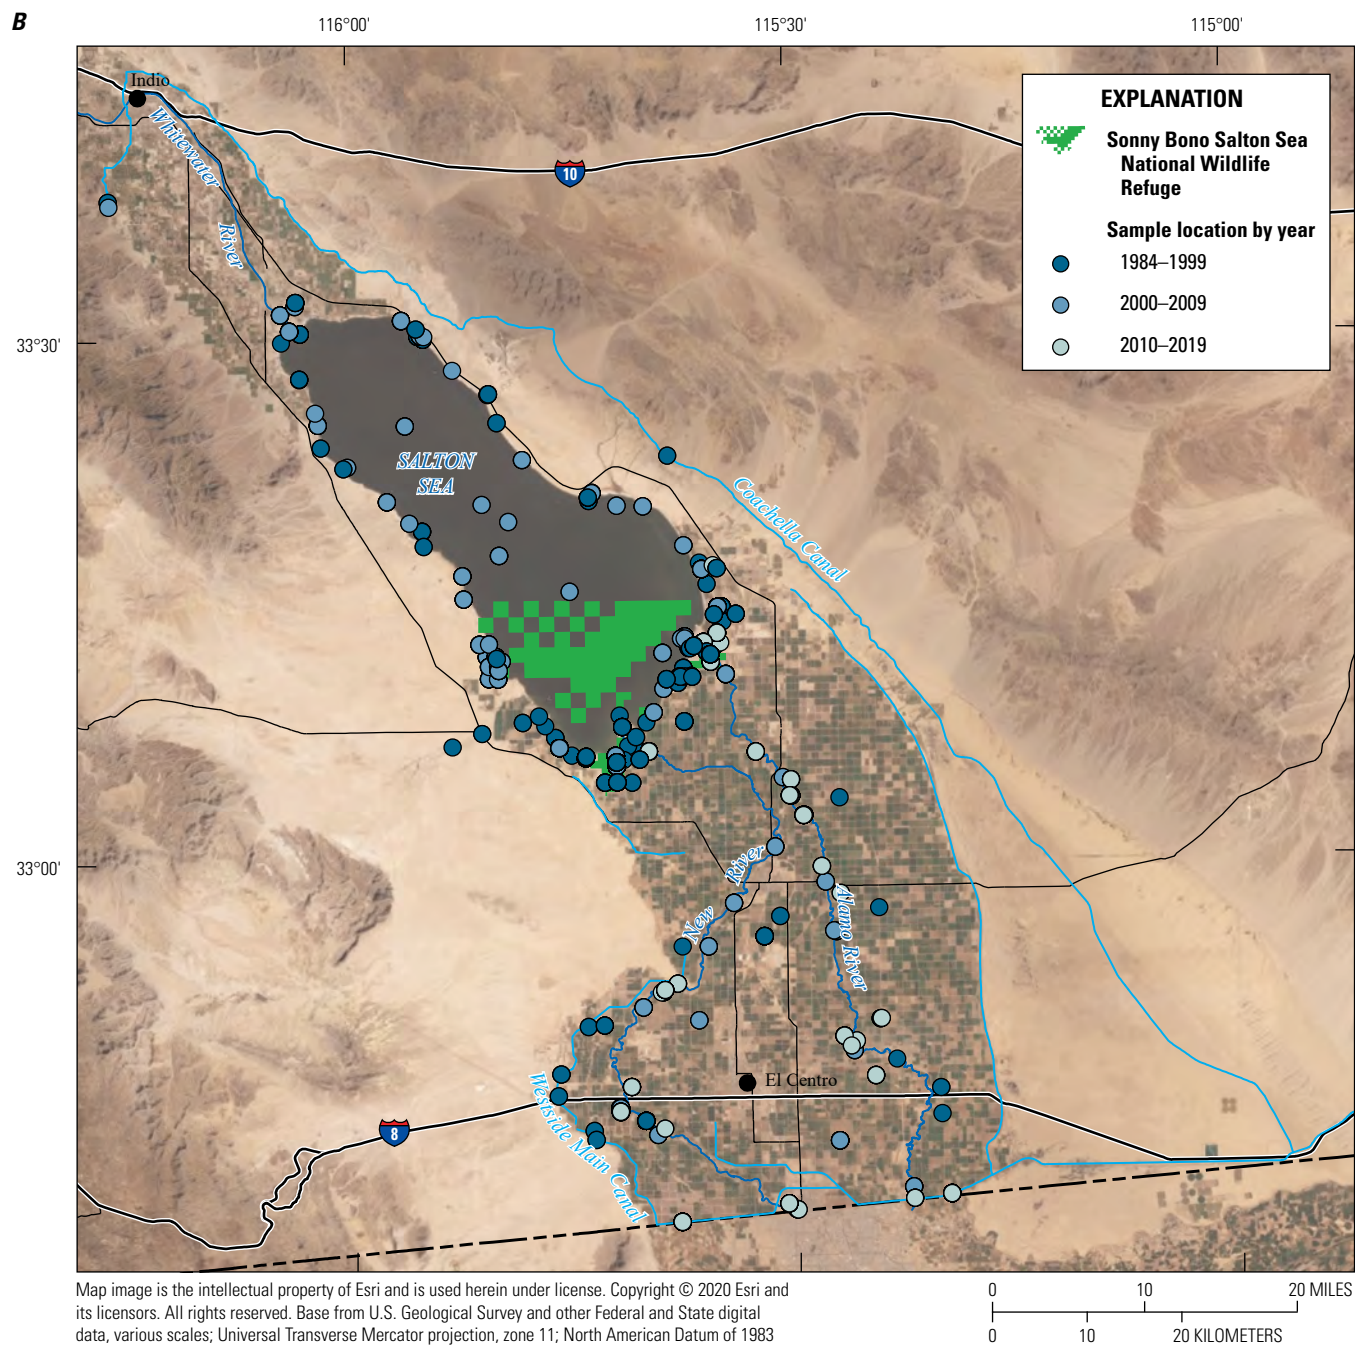 B
116°00'
115°30'
115°00'
Indio
Whitewater
River
10
EXPLANATION
Sonny Bono Salton Sea
National Wildlife
Refuge
Sample location by year
1984–1999
2000–2009
2010–2019
33°30'
SALTON
SEA
Coachella Canal
33°00'
New River
Alamo River
El Centro
Westside Main Canal
8
Map image is the intellectual property of Esri and is used herein under license. Copyright © 2020 Esri and
its licensors. All rights reserved. Base from U.S. Geological Survey and other Federal and State digital
data, various scales; Universal Transverse Mercator projection, zone 11; North American Datum of 1983
0 10 20 MILES
0 10 20 KILOMETERS